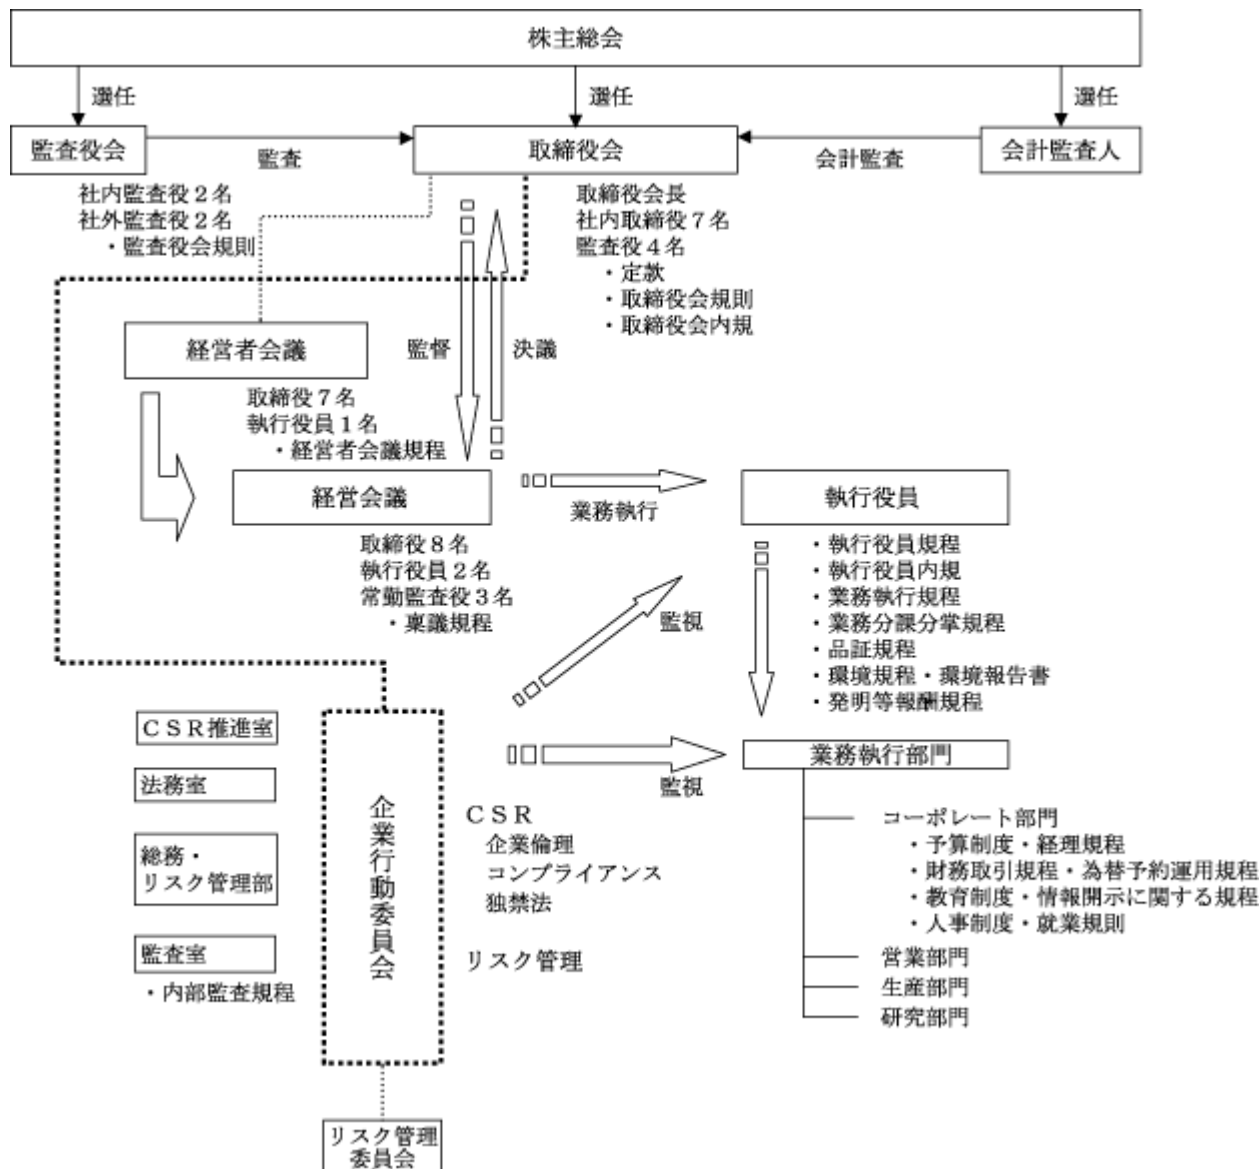 株主総会
選任
選任
選任
監査役会
監査
取締役会
会計監査
会計監査人
社内監査役２名
社外監査役２名
・監査役会規則
取締役会長
社内取締役７名
監査役４名
・定款
・取締役会規則
・取締役会内規
経営者会議
監督
決議
取締役７名
執行役員１名
・経営者会議規程
経営会議
業務執行
執行役員
取締役８名
執行役員２名
常勤監査役３名
・稟議規程
・執行役員規程
・執行役員内規
・業務執行規程
・業務分課分掌規程
・品証規程
・環境規程・環境報告書
・発明等報酬規程
監視
監視
業務執行部門
ＣＳＲ推進室
法務室
総務・
リスク管理部
監査室
・内部監査規程
企業行動委員会
ＣＳＲ
企業倫理
コンプライアンス
独禁法
リスク管理
コーポレート部門
・予算制度・経理規程
・財務取引規程・為替予約運用規程
・教育制度・情報開示に関する規程
・人事制度・就業規則
営業部門
生産部門
研究部門
リスク管理
委員会